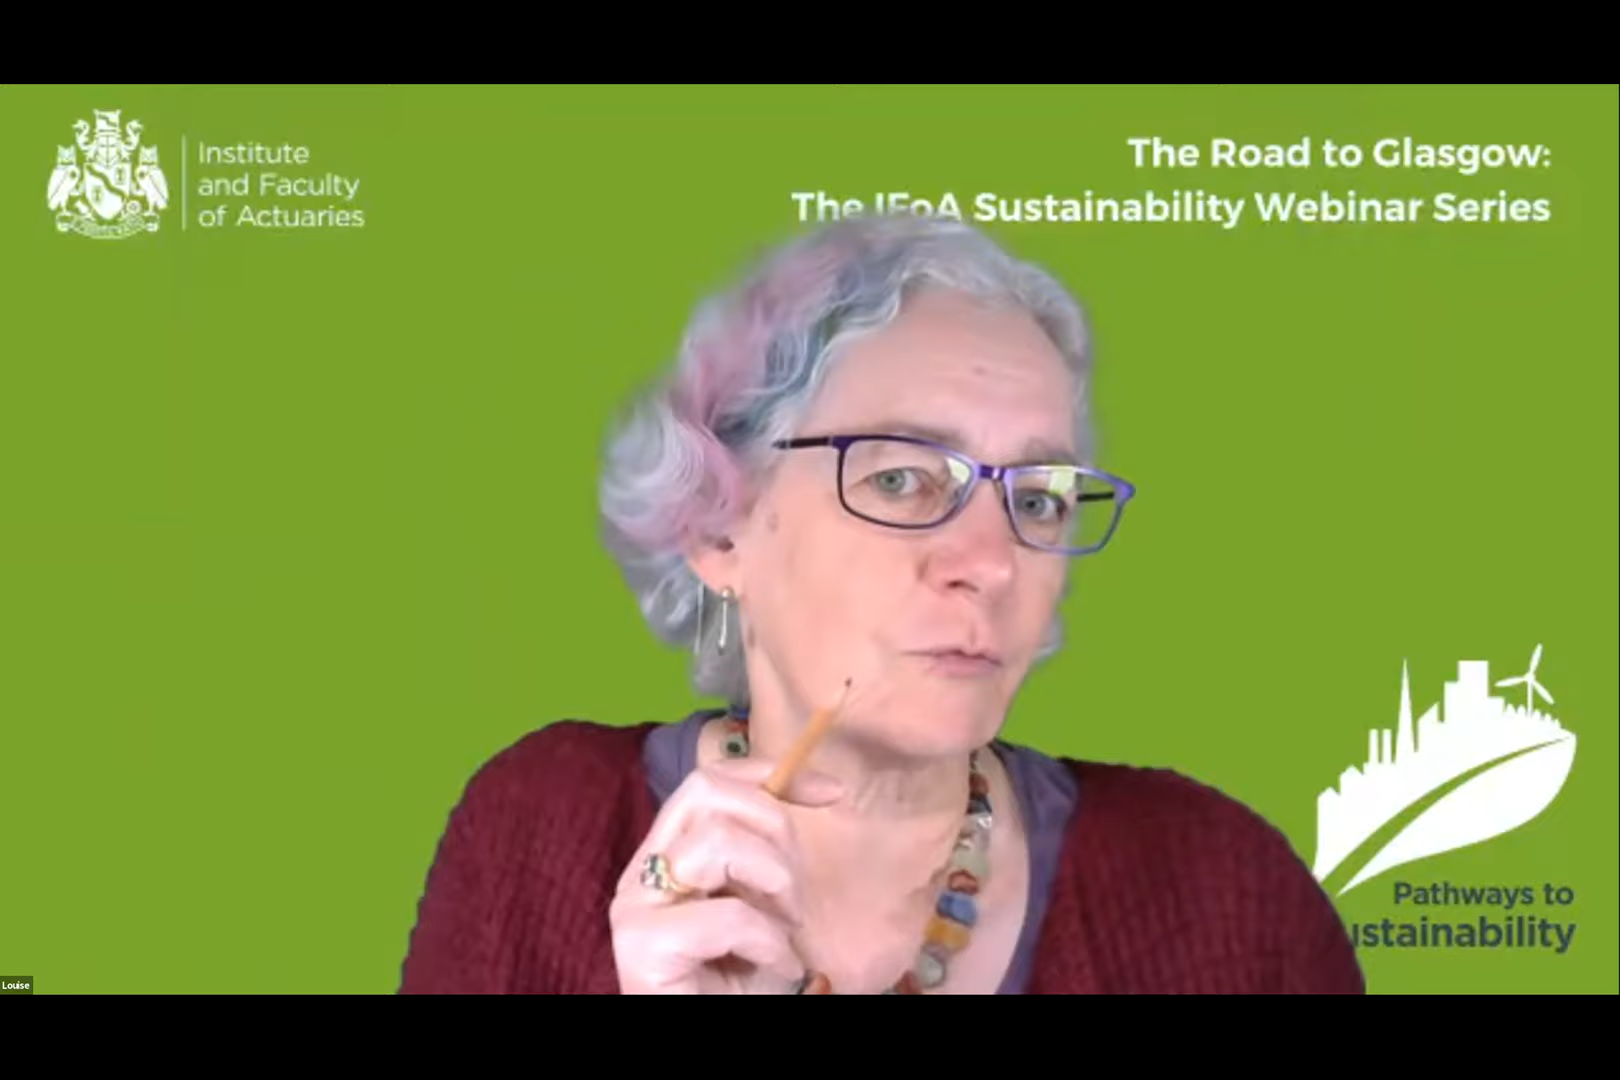 Institute
and Faculty
of Actuaries
The Road to Glasgow:
The IFoA Sustainability Webinar Series
Pathways to
ustainability
Louise